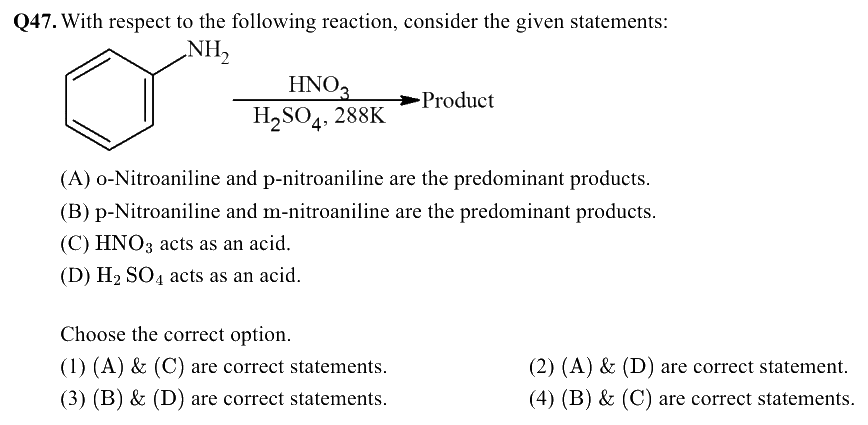 Q47. With respect to the following reaction, consider the given statements:
NH2
HNO3
H2SO4, 288K
Product
(A) o-Nitroaniline and p-nitroaniline are the predominant products.
(B) p-Nitroaniline and m-nitroaniline are the predominant products.
(C) HNO3 acts as an acid.
(D) H2 SO4 acts as an acid.
Choose the correct option.
(1) (A) & (C) are correct statements. (2) (A) & (D) are correct statement.
(3) (B) & (D) are correct statements. (4) (B) & (C) are correct statements.